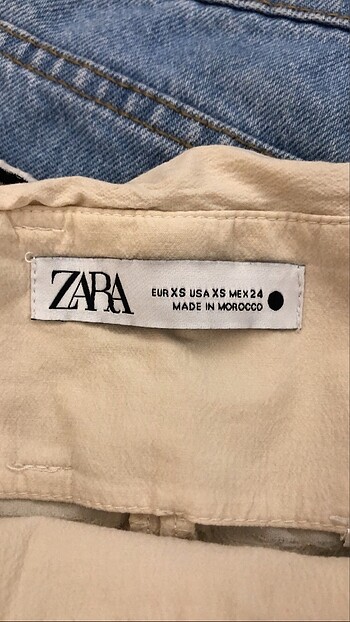 ZARA
EUR XS USA XS MEX 24
MADE IN MOROCCO